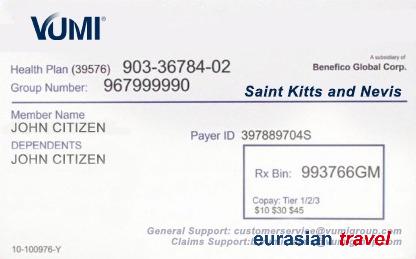 VUMI®
A subsidiary of
Benefico Global Corp.
Health Plan (39576) 903-36784-02
Group Number: 967999990
Saint Kitts and Nevis
Member Name
JOHN CITIZEN
DEPENDENTS
JOHN CITIZEN
Payer ID 397889704S
Rx Bin: 993766GM
Copay: Tier 1/2/3
$10 $30 $45
General Support: customerservice@vumigroup.com
Claims Support:
eurasian travel
10-100976-Y